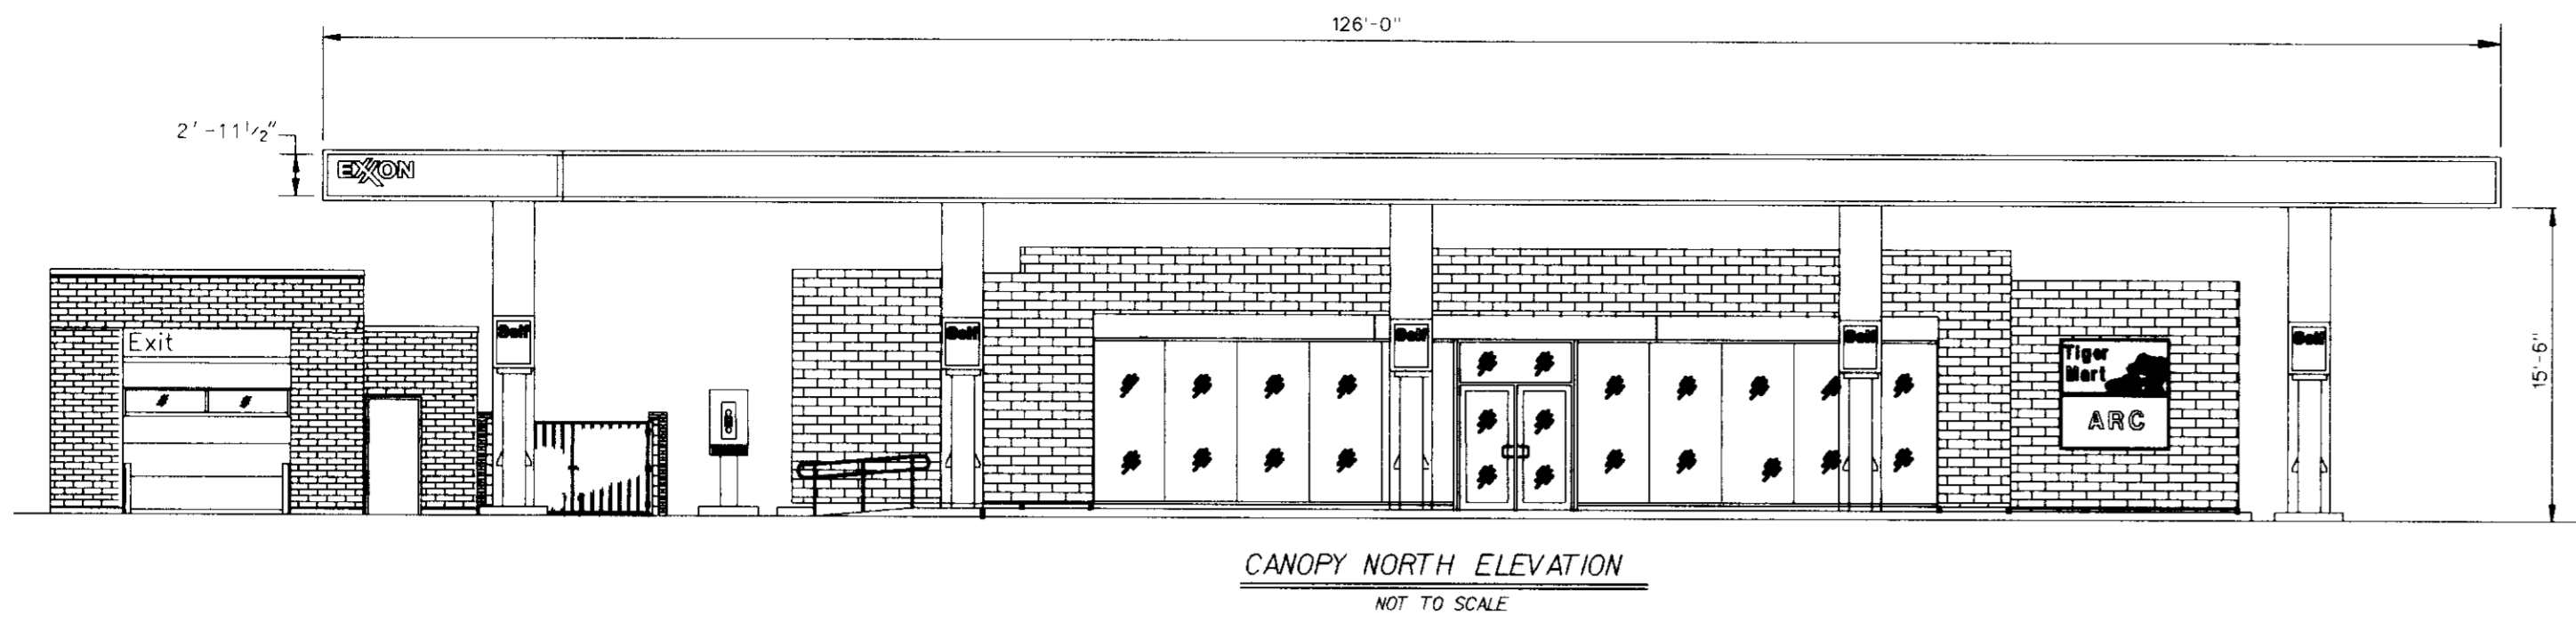 126'-0"
2'-11 1/2"
EXXON
Self
Self
Self
Self
Self
Exit
Tiger
Mart
ARC
15'-6"
CANOPY NORTH ELEVATION
NOT TO SCALE